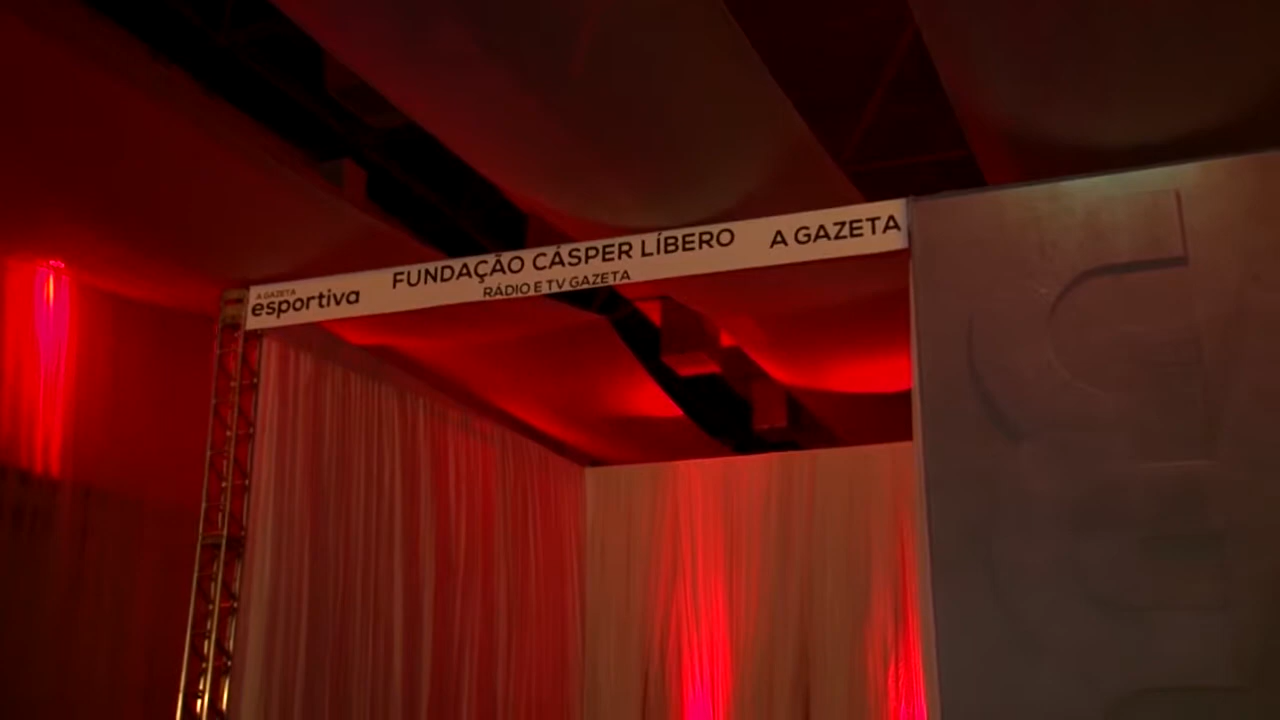 A GAZETA
esportiva
FUNDAÇÃO CÁSPER LÍBERO
RÁDIO E TV GAZETA
A GAZETA